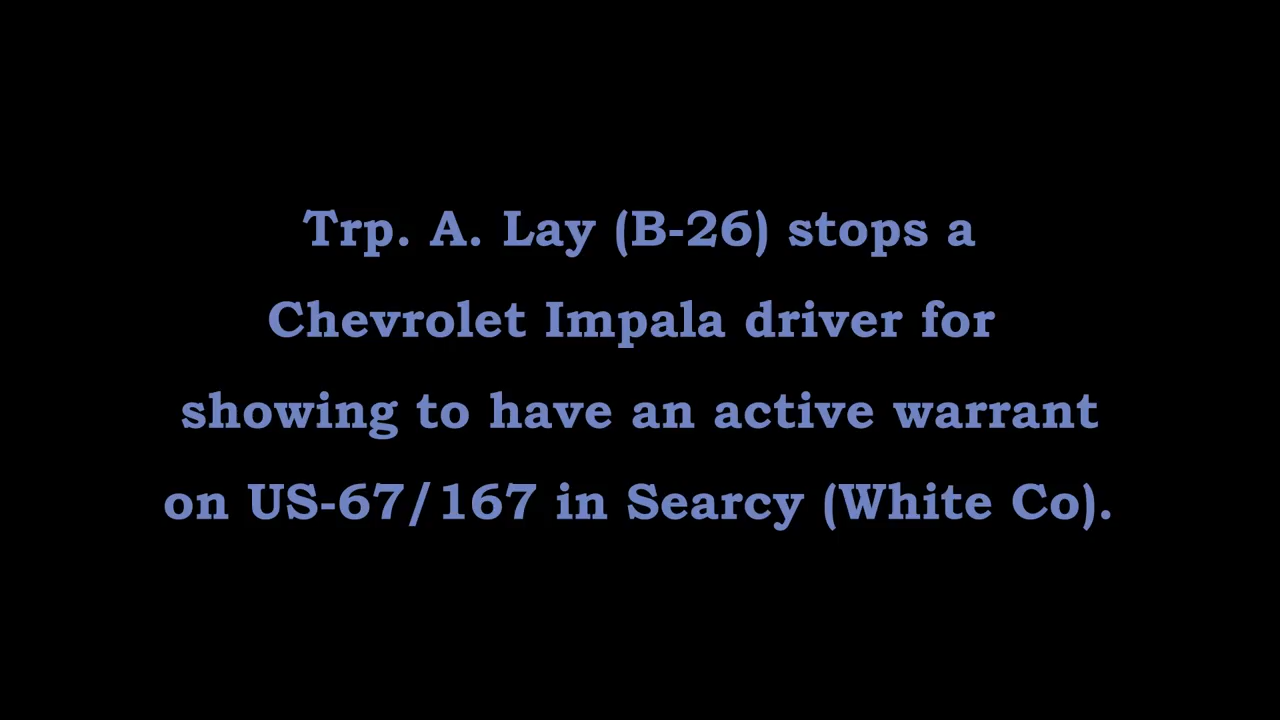 Trp. A. Lay (B-26) stops a
Chevrolet Impala driver for
showing to have an active warrant
on US-67/167 in Searcy (White Co).